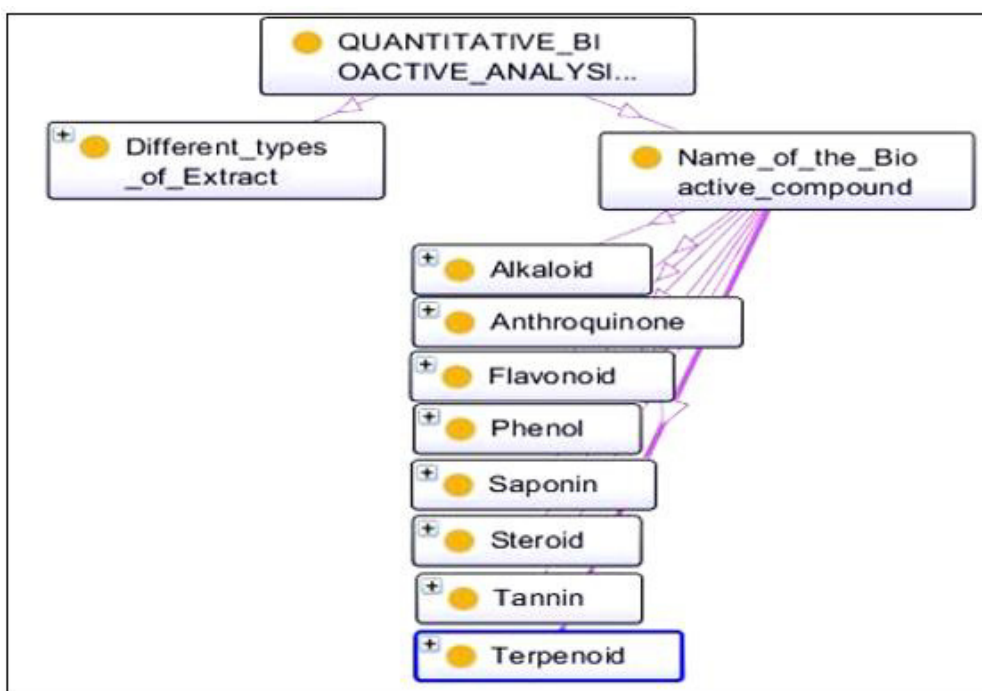 QUANTITATIVE_BI
OACTIVE_ANALYSI...
Different_types
_of_Extract
Name_of_the_Bio
active_compound
Alkaloid
Anthroquinone
Flavonoid
Phenol
Saponin
Steroid
Tannin
Terpenoid